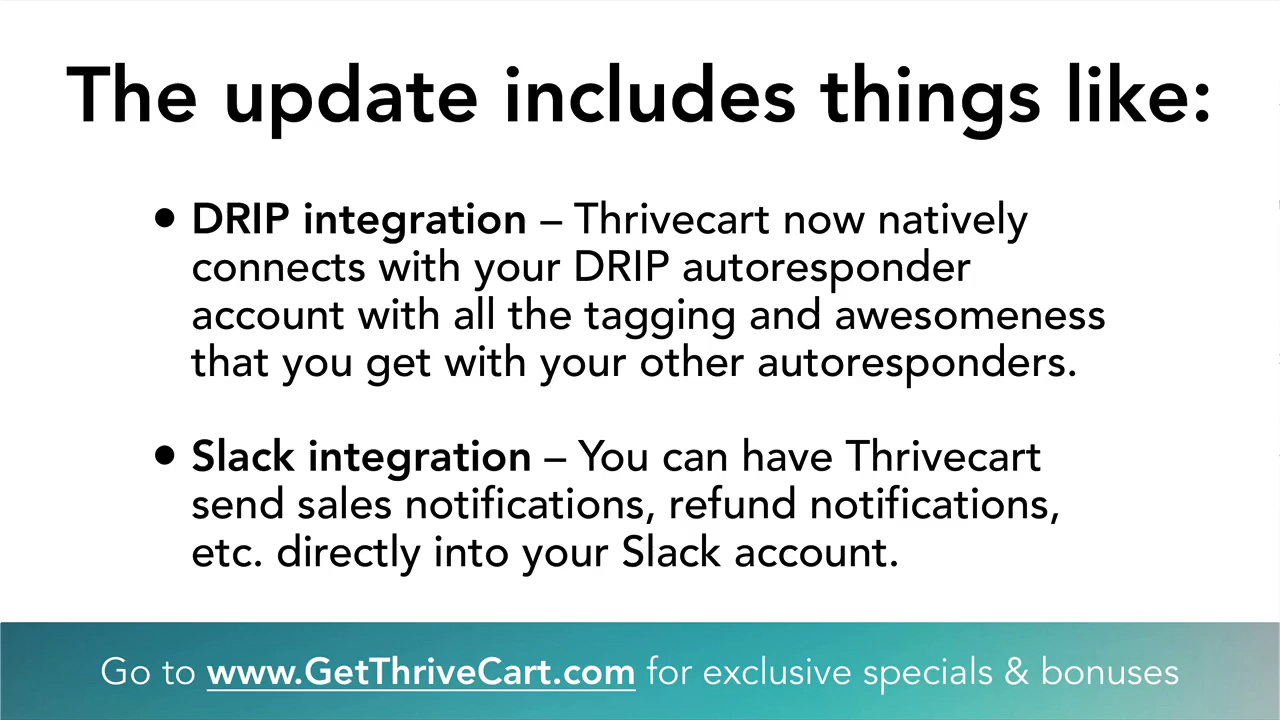 The update includes things like:
• DRIP integration – Thrivecart now natively
connects with your DRIP autoresponder
account with all the tagging and awesomeness
that you get with your other autoresponders.
• Slack integration – You can have Thrivecart
send sales notifications, refund notifications,
etc. directly into your Slack account.
Go to www.GetThriveCart.com for exclusive specials & bonuses